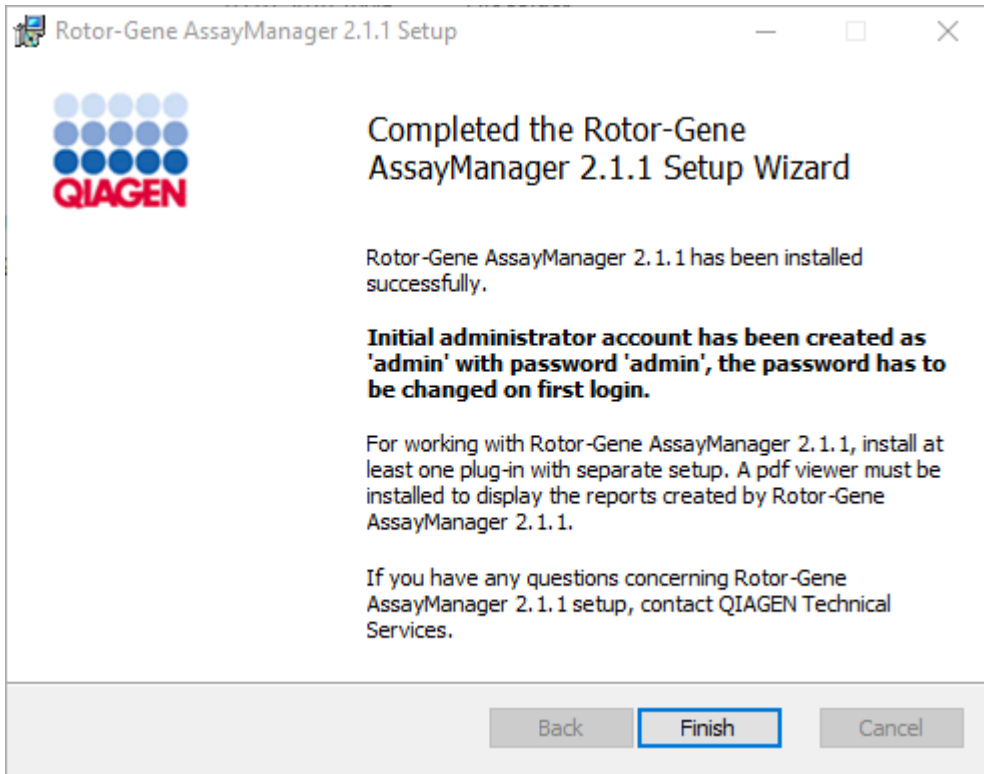 Rotor-Gene AssayManager 2.1.1 Setup
QIAGEN
Completed the Rotor-Gene
AssayManager 2.1.1 Setup Wizard
Rotor-Gene AssayManager 2.1.1 has been installed
successfully.
Initial administrator account has been created as
'admin' with password 'admin', the password has to
be changed on first login.
For working with Rotor-Gene AssayManager 2.1.1, install at
least one plug-in with separate setup. A pdf viewer must be
installed to display the reports created by Rotor-Gene
AssayManager 2.1.1.
If you have any questions concerning Rotor-Gene
AssayManager 2.1.1 setup, contact QIAGEN Technical
Services.
Back
Finish
Cancel